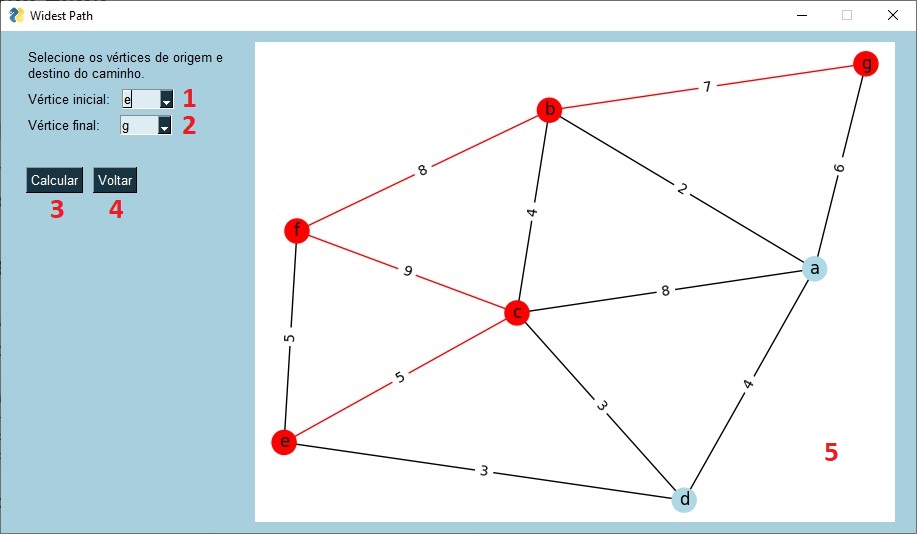 Widest Path
Selecione os vértices de origem e
destino do caminho.
Vértice inicial: e 1
Vértice final: g 2
Calcular Voltar
3 4
g
7
b
8
6
4
2
f
9
a
8
c
5
5
3
4
e
3
5
d